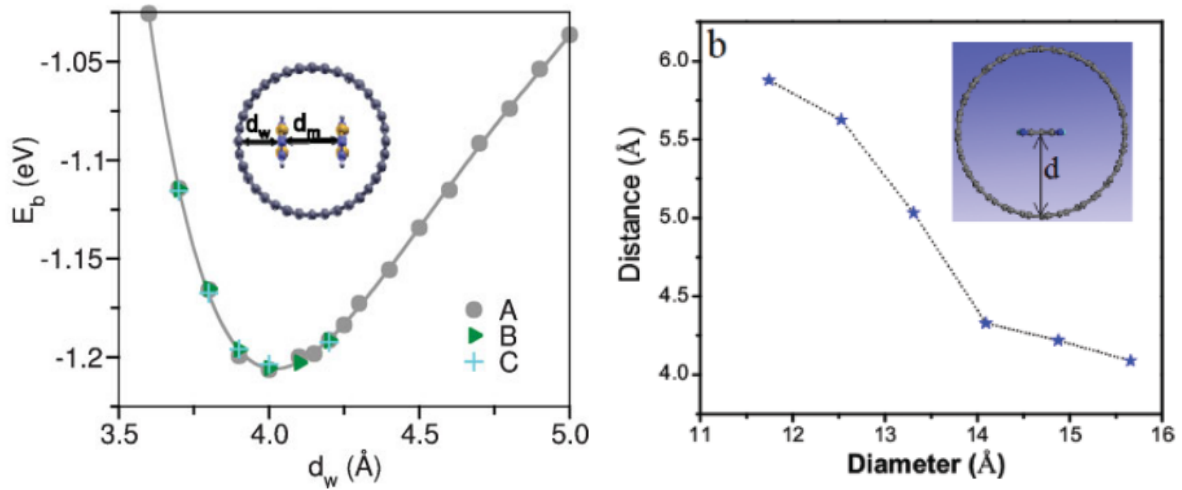 -1.05
-1.1
-1.15
-1.2
E_b (eV)
d_w
d_m
A
B
C
3.5 4.0 4.5 5.0
d_w (Å)
b
6.0
5.5
5.0
4.5
4.0
Distance (Å)
d
11 12 13 14 15 16
Diameter (Å)